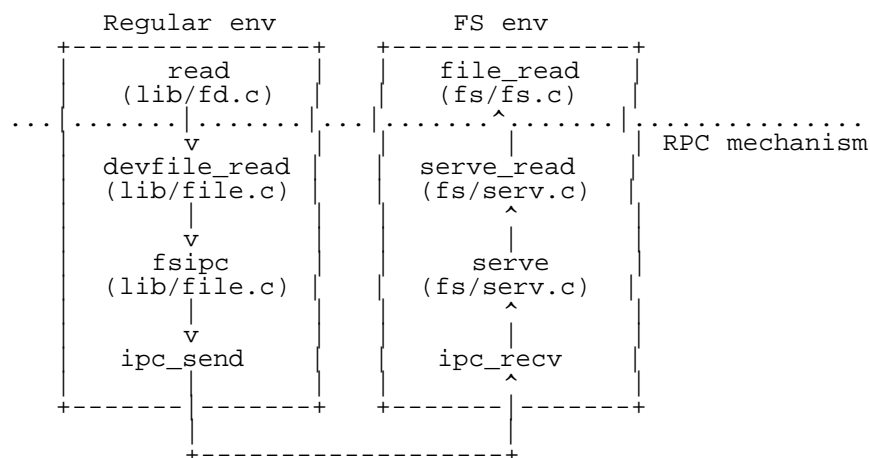 Regular env FS env
read file_read
(lib/fd.c) (fs/fs.c)
RPC mechanism
devfile_read serve_read
(lib/file.c) (fs/serv.c)
fsipc serve
(lib/file.c) (fs/serv.c)
ipc_send ipc_recv